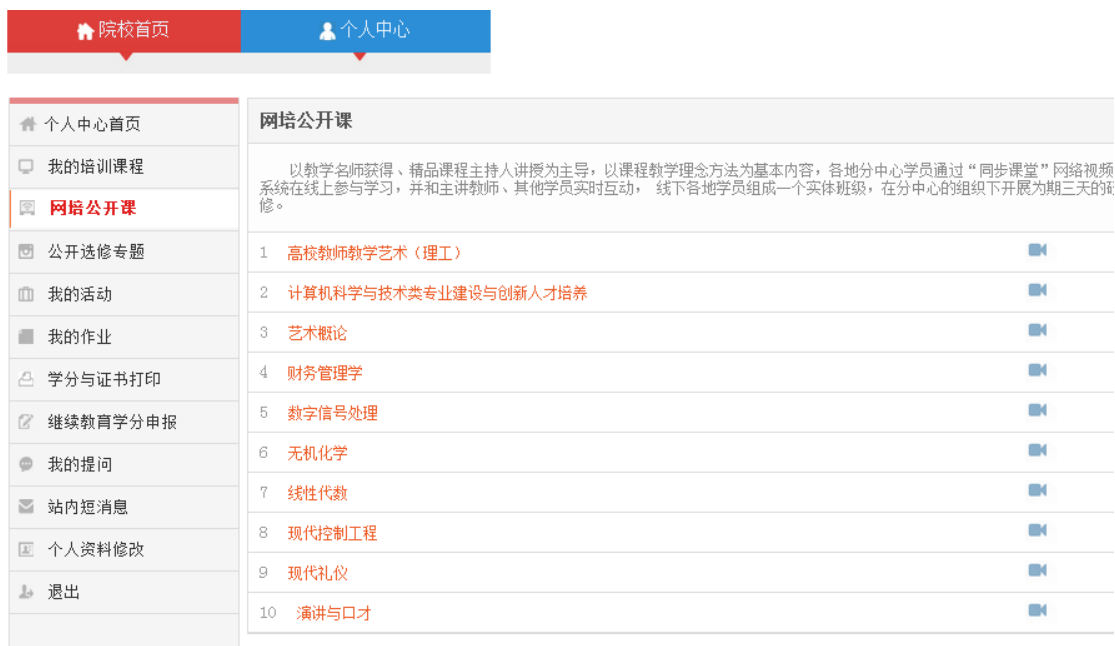 院校首页
个人中心
个人中心首页
我的培训课程
网培公开课
公开选修专题
我的活动
我的作业
学分与证书打印
继续教育学分申报
我的提问
站内短消息
个人资料修改
退出
网培公开课
以教学名师获得、精品课程主持人讲授为主导，以课程教学理念方法为基本内容，各地分中心学员通过“同步课堂”网络视频
系统在线上参与学习，并和主讲教师、其他学员实时互动， 线下各地学员组成一个实体班级，在分中心的组织下开展为期三天的研
修。
1 高校教师教学艺术（理工）
2 计算机科学与技术类专业建设与创新人才培养
3 艺术概论
4 财务管理学
5 数字信号处理
6 无机化学
7 线性代数
8 现代控制工程
9 现代礼仪
10 演讲与口才